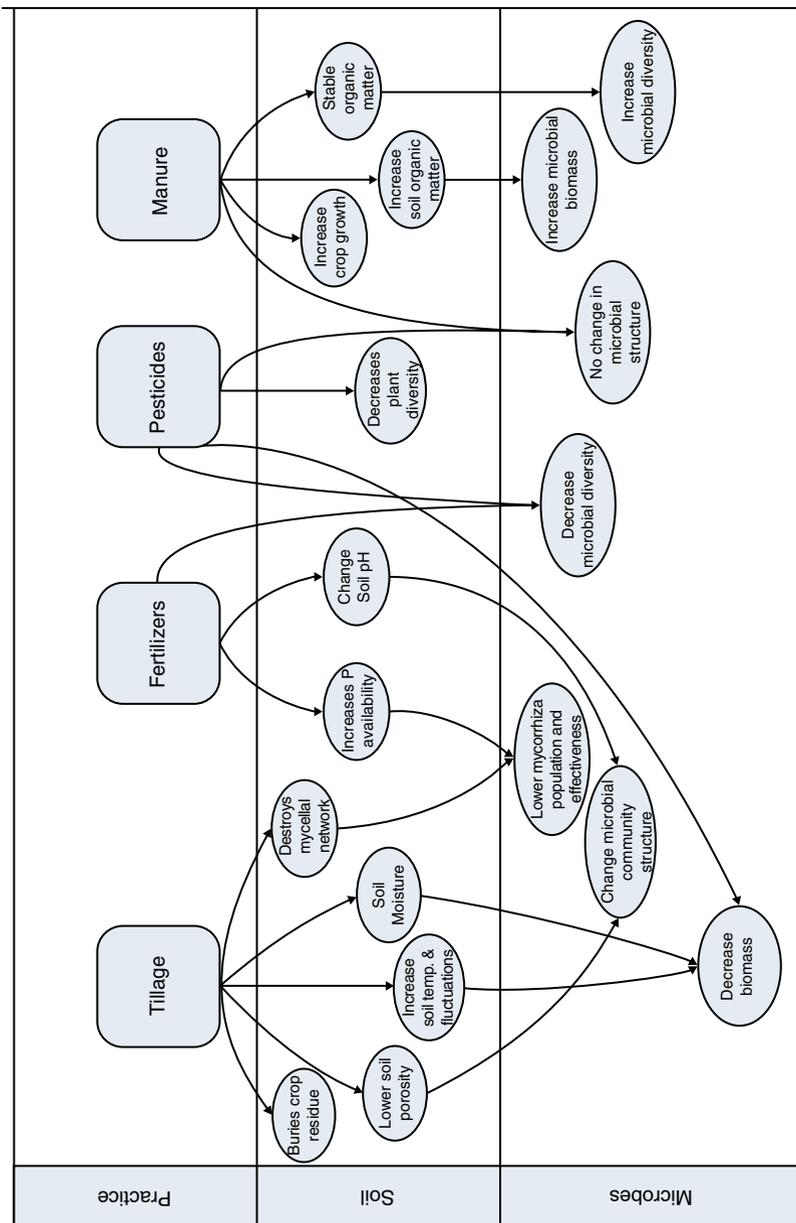 Practice
Tillage
Fertilizers
Pesticides
Manure
Soil
Buries crop
residue
Lower soil
porosity
Increase
soil temp. &
fluctuations
Soil
Moisture
Destroys
mycellal
network
Increases P
availability
Change
Soil pH
Decreases
plant
diversity
Increase
crop growth
Increase
soil organic
matter
Stable
organic
matter
Microbes
Decrease
biomass
Change microbial
community
structure
Lower mycorrhiza
population and
effectiveness
Decrease
microbial diversity
No change in
microbial
structure
Increase microbial
biomass
Increase
microbial diversity